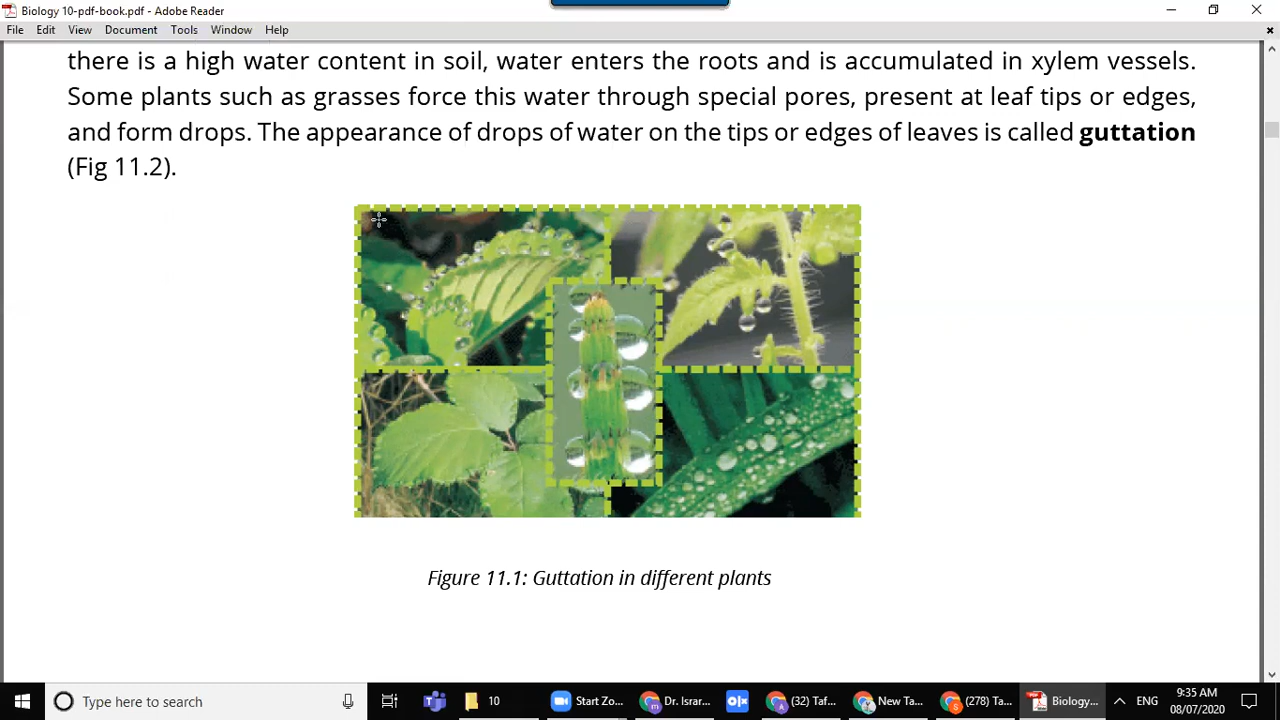 Biology 10-pdf-book.pdf - Adobe Reader
File Edit View Document Tools Window Help
there is a high water content in soil, water enters the roots and is accumulated in xylem vessels.
Some plants such as grasses force this water through special pores, present at leaf tips or edges,
and form drops. The appearance of drops of water on the tips or edges of leaves is called guttation
(Fig 11.2).
Figure 11.1: Guttation in different plants
Type here to search
10
Start Zo...
Dr. Israr...
(32) Taf...
New Ta...
(278) Ta...
Biology...
ENG
9:35 AM
08/07/2020